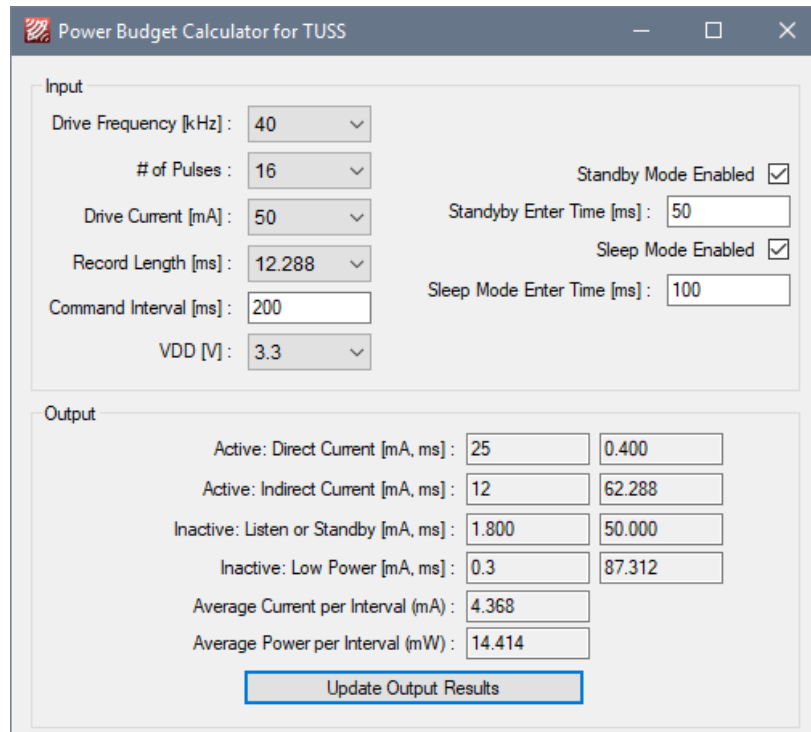 Power Budget Calculator for TUSS
Input
Drive Frequency [kHz] : 40
# of Pulses : 16
Drive Current [mA] : 50
Record Length [ms] : 12.288
Command Interval [ms] : 200
VDD [V] : 3.3
Standby Mode Enabled
Standyby Enter Time [ms] : 50
Sleep Mode Enabled
Sleep Mode Enter Time [ms] : 100
Output
Active: Direct Current [mA, ms] : 25 0.400
Active: Indirect Current [mA, ms] : 12 62.288
Inactive: Listen or Standby [mA, ms] : 1.800 50.000
Inactive: Low Power [mA, ms] : 0.3 87.312
Average Current per Interval (mA) : 4.368
Average Power per Interval (mW) : 14.414
Update Output Results